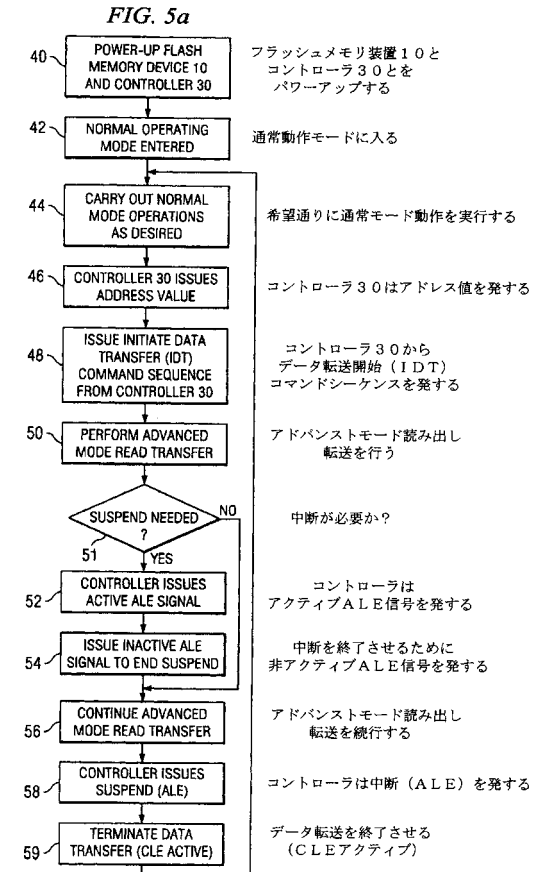 FIG. 5a
40
POWER-UP FLASH
MEMORY DEVICE 10
AND CONTROLLER 30
フラッシュメモリ装置１０と
コントローラ３０とを
パワーアップする
42
NORMAL OPERATING
MODE ENTERED
通常動作モードに入る
44
CARRY OUT NORMAL
MODE OPERATIONS
AS DESIRED
希望通りに通常モード動作を実行する
46
CONTROLLER 30 ISSUES
ADDRESS VALUE
コントローラ３０はアドレス値を発する
48
ISSUE INITIATE DATA
TRANSFER (IDT)
COMMAND SEQUENCE
FROM CONTROLLER 30
コントローラ３０から
データ転送開始（ＩＤＴ）
コマンドシーケンスを発する
50
PERFORM ADVANCED
MODE READ TRANSFER
アドバンストモード読み出し
転送を行う
SUSPEND NEEDED
?
NO
51
YES
中断が必要か？
52
CONTROLLER ISSUES
ACTIVE ALE SIGNAL
コントローラは
アクティブＡＬＥ信号を発する
54
ISSUE INACTIVE ALE
SIGNAL TO END SUSPEND
中断を終了させるために
非アクティブＡＬＥ信号を発する
56
CONTINUE ADVANCED
MODE READ TRANSFER
アドバンストモード読み出し
転送を続行する
58
CONTROLLER ISSUES
SUSPEND (ALE)
コントローラは中断（ＡＬＥ）を発する
59
TERMINATE DATA
TRANSFER (CLE ACTIVE)
データ転送を終了させる
（ＣＬＥアクティブ）